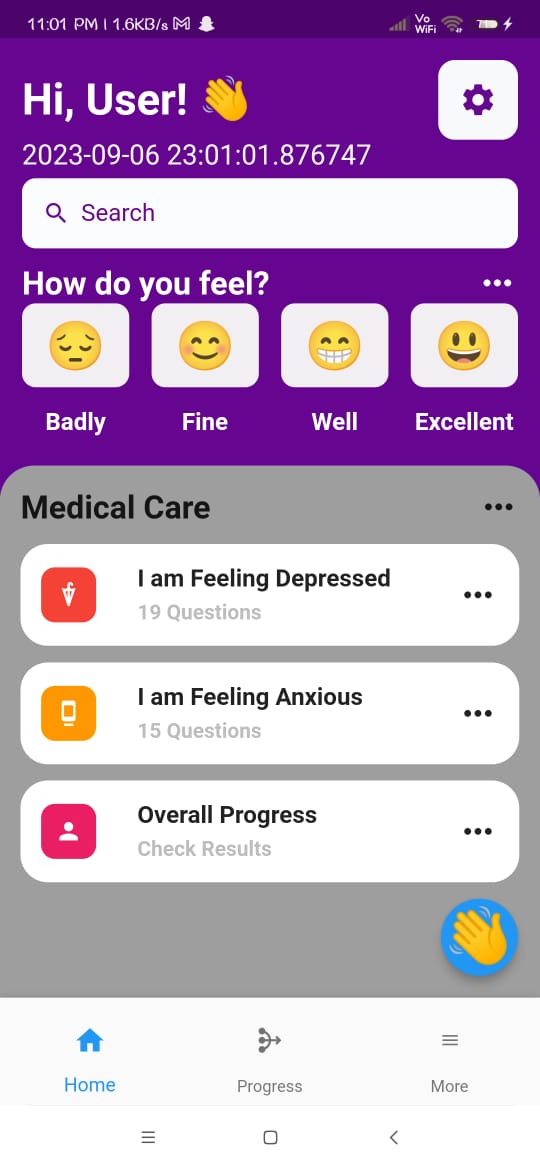 11:01 PM | 1.6KB/s
Vo
WiFi
Hi, User! 👋
2023-09-06 23:01:01.876747
Search
How do you feel?
Badly Fine Well Excellent
Medical Care
I am Feeling Depressed
19 Questions
I am Feeling Anxious
15 Questions
Overall Progress
Check Results
Home Progress More